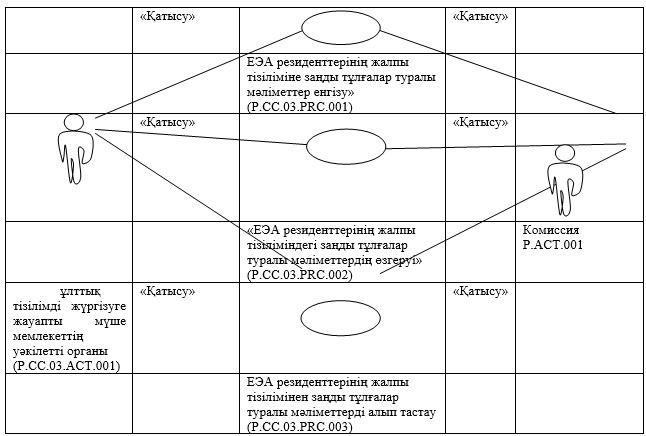 «Қатысу» «Қатысу»
ЕЭА резиденттерінің жалпы
тізіліміне заңды тұлғалар туралы
мәліметтер енгізу»
(P.CC.03.PRC.001)
«Қатысу» «Қатысу»
«ЕЭА резиденттерінің жалпы
тізіліміндегі заңды тұлғалар
туралы мәліметтердің өзгеруі»
(P.CC.03.PRC.002)
Комиссия
P.ACT.001
ұлттық
тізілімді жүргізуге
жауапты мүше
мемлекеттің
уәкілетті органы
(P.CC.03.ACT.001)
«Қатысу» «Қатысу»
ЕЭА резиденттерінің жалпы
тізілімінен заңды тұлғалар
туралы мәліметтерді алып тастау
(P.CC.03.PRC.003)